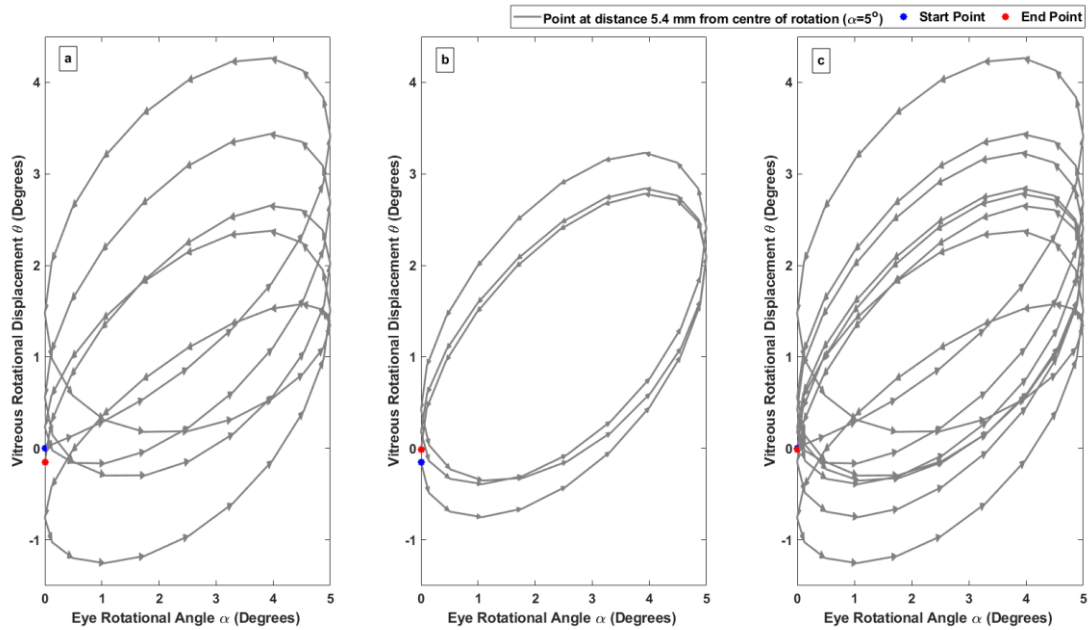 Point at distance 5.4 mm from centre of rotation (α=5°) Start Point End Point
a
4
3
2
1
0
-1
Vitreous Rotational Displacement θ (Degrees)
0 1 2 3 4 5
Eye Rotational Angle α (Degrees)
b
4
3
2
1
0
-1
Vitreous Rotational Displacement θ (Degrees)
0 1 2 3 4 5
Eye Rotational Angle α (Degrees)
c
4
3
2
1
0
-1
Vitreous Rotational Displacement θ (Degrees)
0 1 2 3 4 5
Eye Rotational Angle α (Degrees)